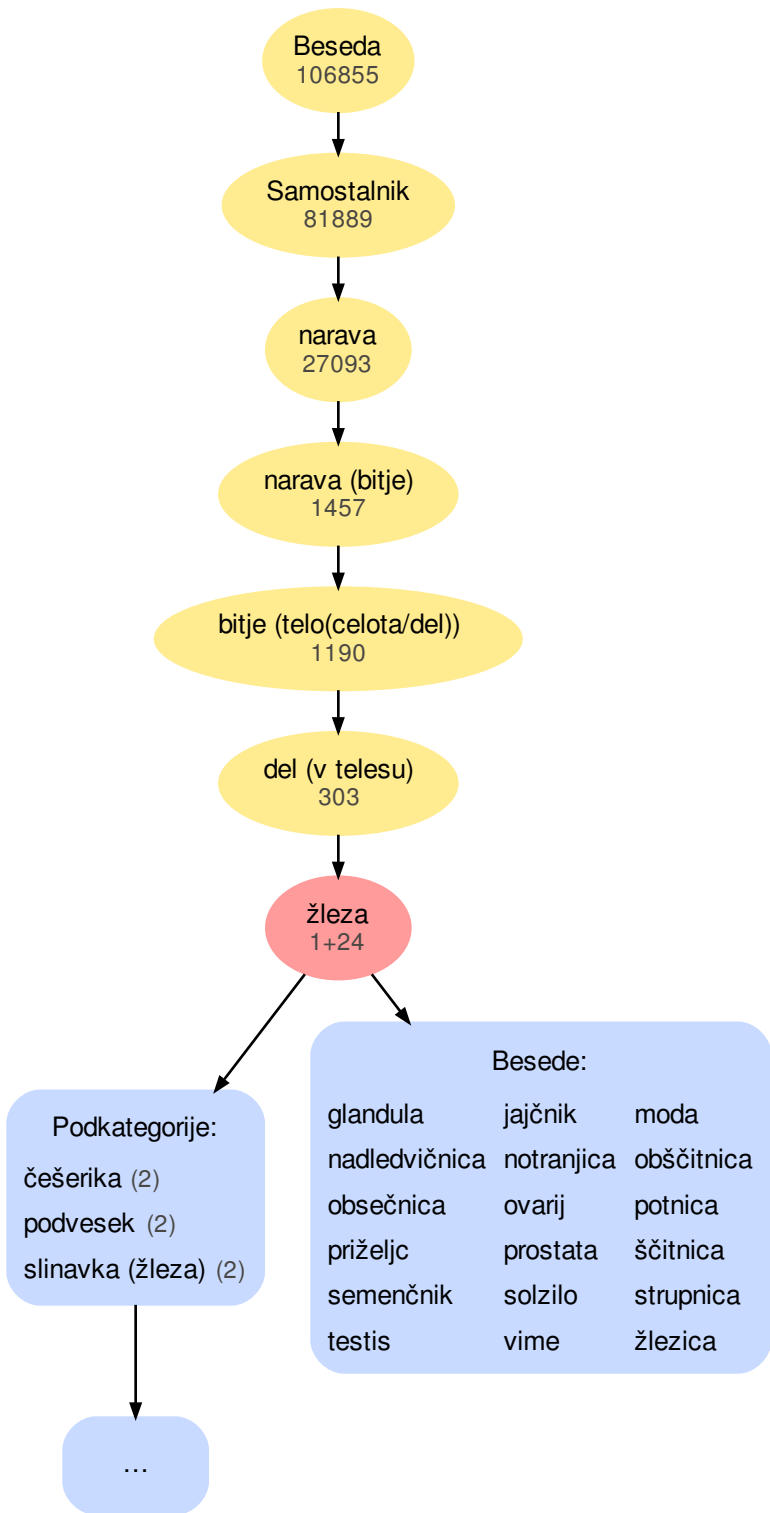 Beseda
106855
Samostalnik
81889
narava
27093
narava (bitje)
1457
bitje (telo(celota/del))
1190
del (v telesu)
303
žleza
1+24
Podkategorije:
češerika (2)
podvesek (2)
slinavka (žleza) (2)
...
Besede:
glandula jajčnik moda
nadledvičnica notranjica obščitnica
obsečnica ovarij potnica
priželjc prostata ščitnica
semenčnik solzilo strupnica
testis vime žlezica